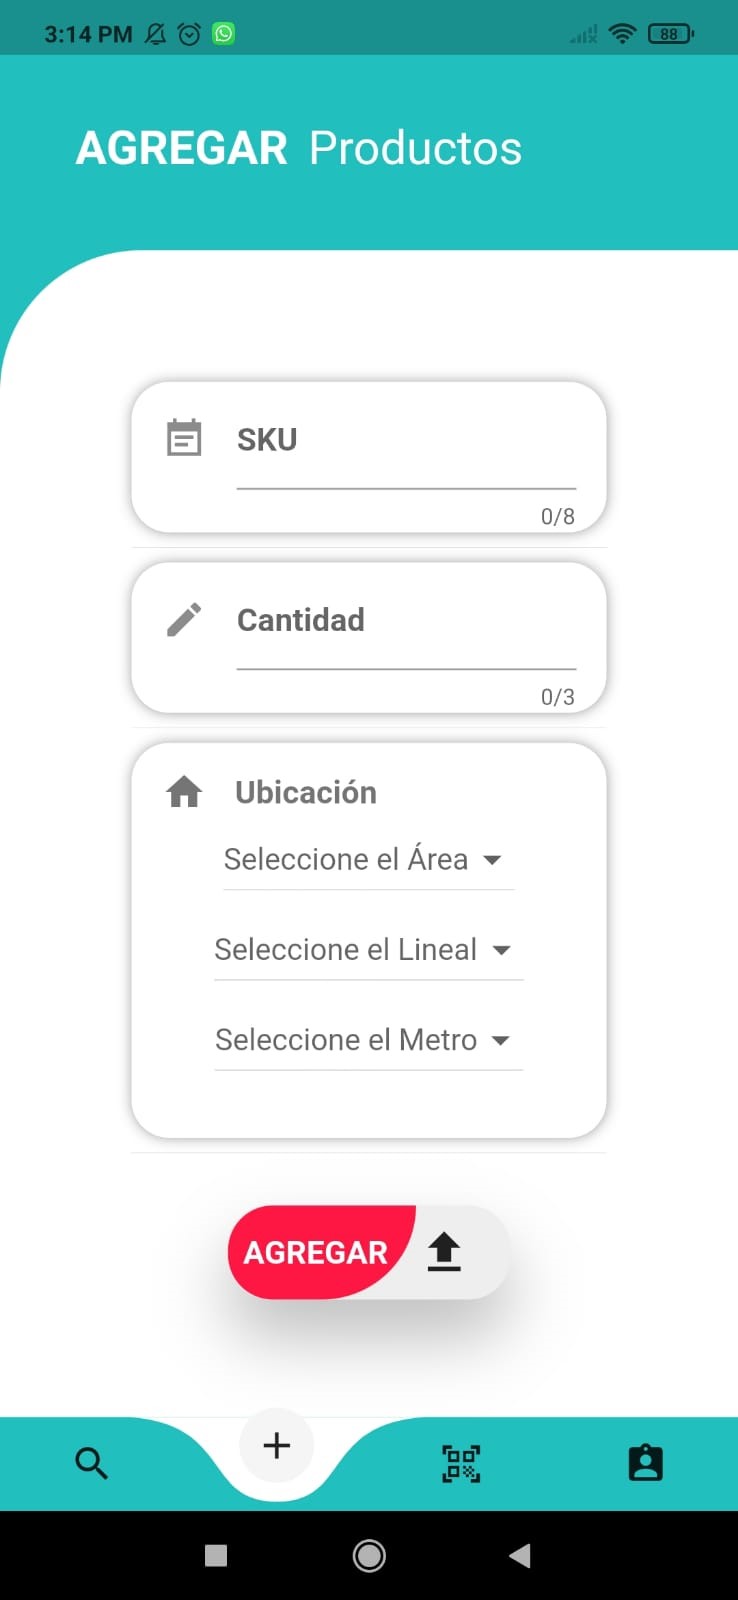 3:14 PM 88
AGREGAR Productos
SKU
0/8
Cantidad
0/3
Ubicación
Seleccione el Área
Seleccione el Lineal
Seleccione el Metro
AGREGAR